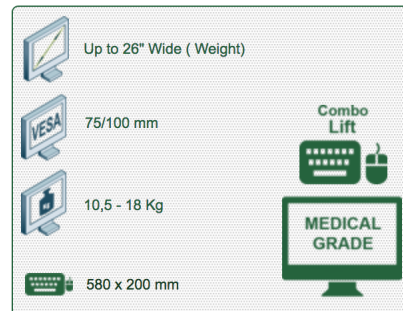 Up to 26" Wide ( Weight)
VESA
75/100 mm
Combo
Lift
KG
10,5 - 18 Kg
MEDICAL
GRADE
580 x 200 mm